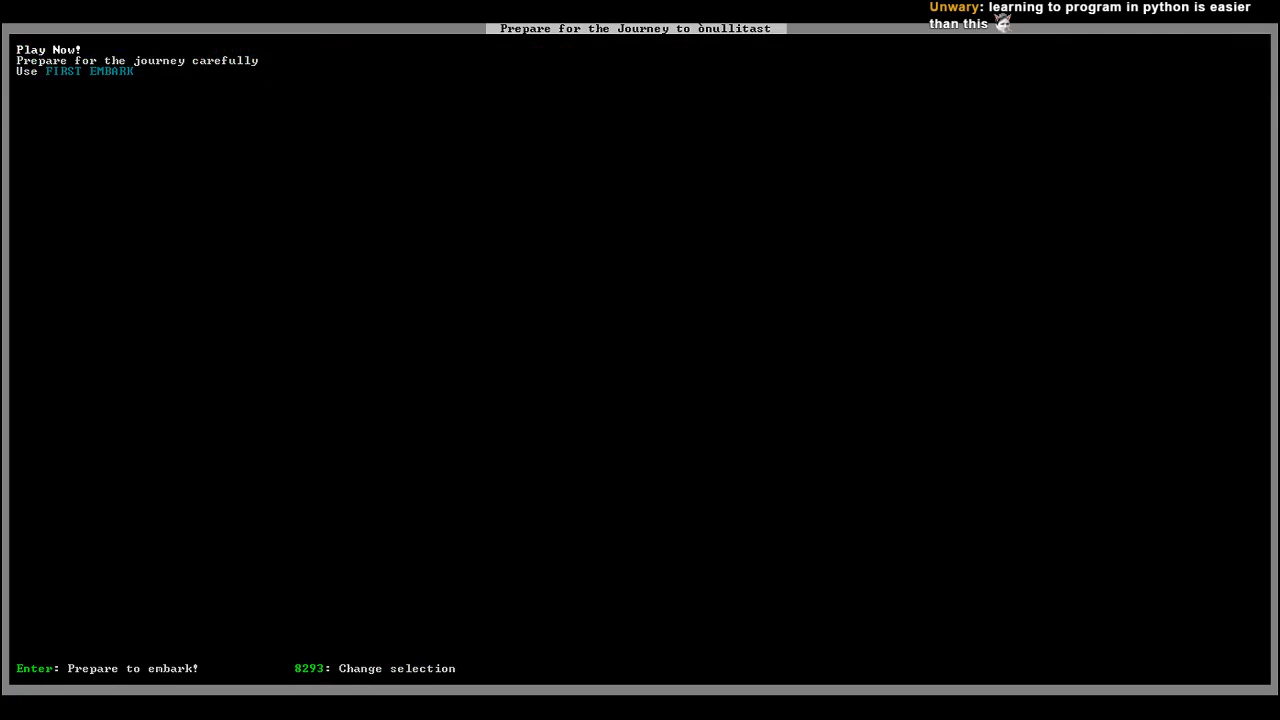 Unwary: learning to program in python is easier
than this
Prepare for the Journey to ònullitast
Play Now!
Prepare for the journey carefully
Use FIRST EMBARK
Enter: Prepare to embark! 8293: Change selection